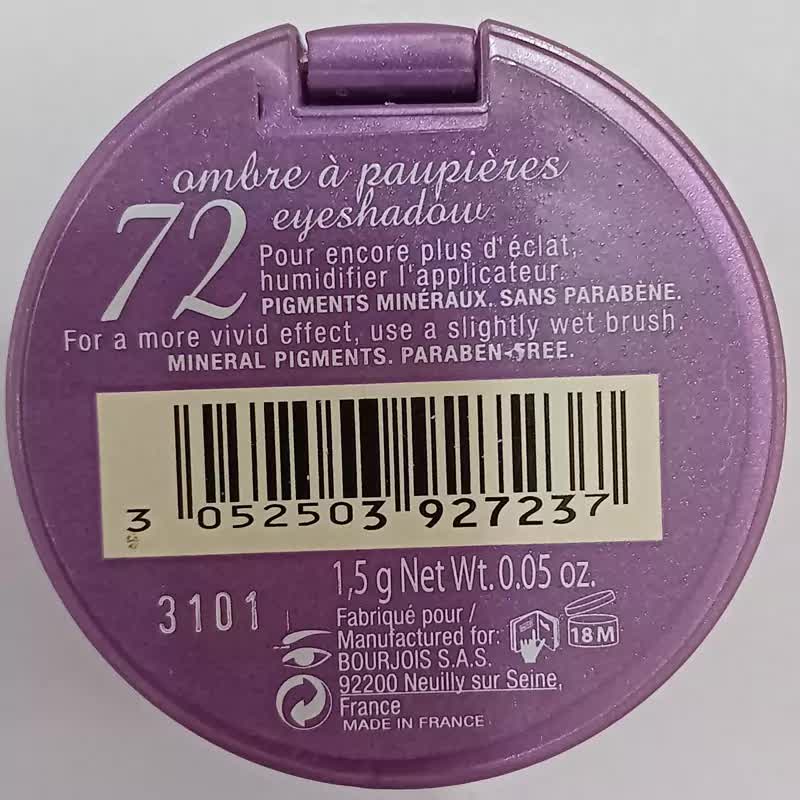 ombre à paupières
72
eyeshadow
Pour encore plus d'éclat,
humidifier l'applicateur.
PIGMENTS MINÉRAUX. SANS PARABÈNE.
For a more vivid effect, use a slightly wet brush.
MINERAL PIGMENTS. PARABEN-FREE.
3 052503 927237
1,5 g Net Wt. 0.05 oz.
3101
Fabriqué pour /
Manufactured for:
BOURJOIS S.A.S.
18M
92200 Neuilly sur Seine,
France
MADE IN FRANCE